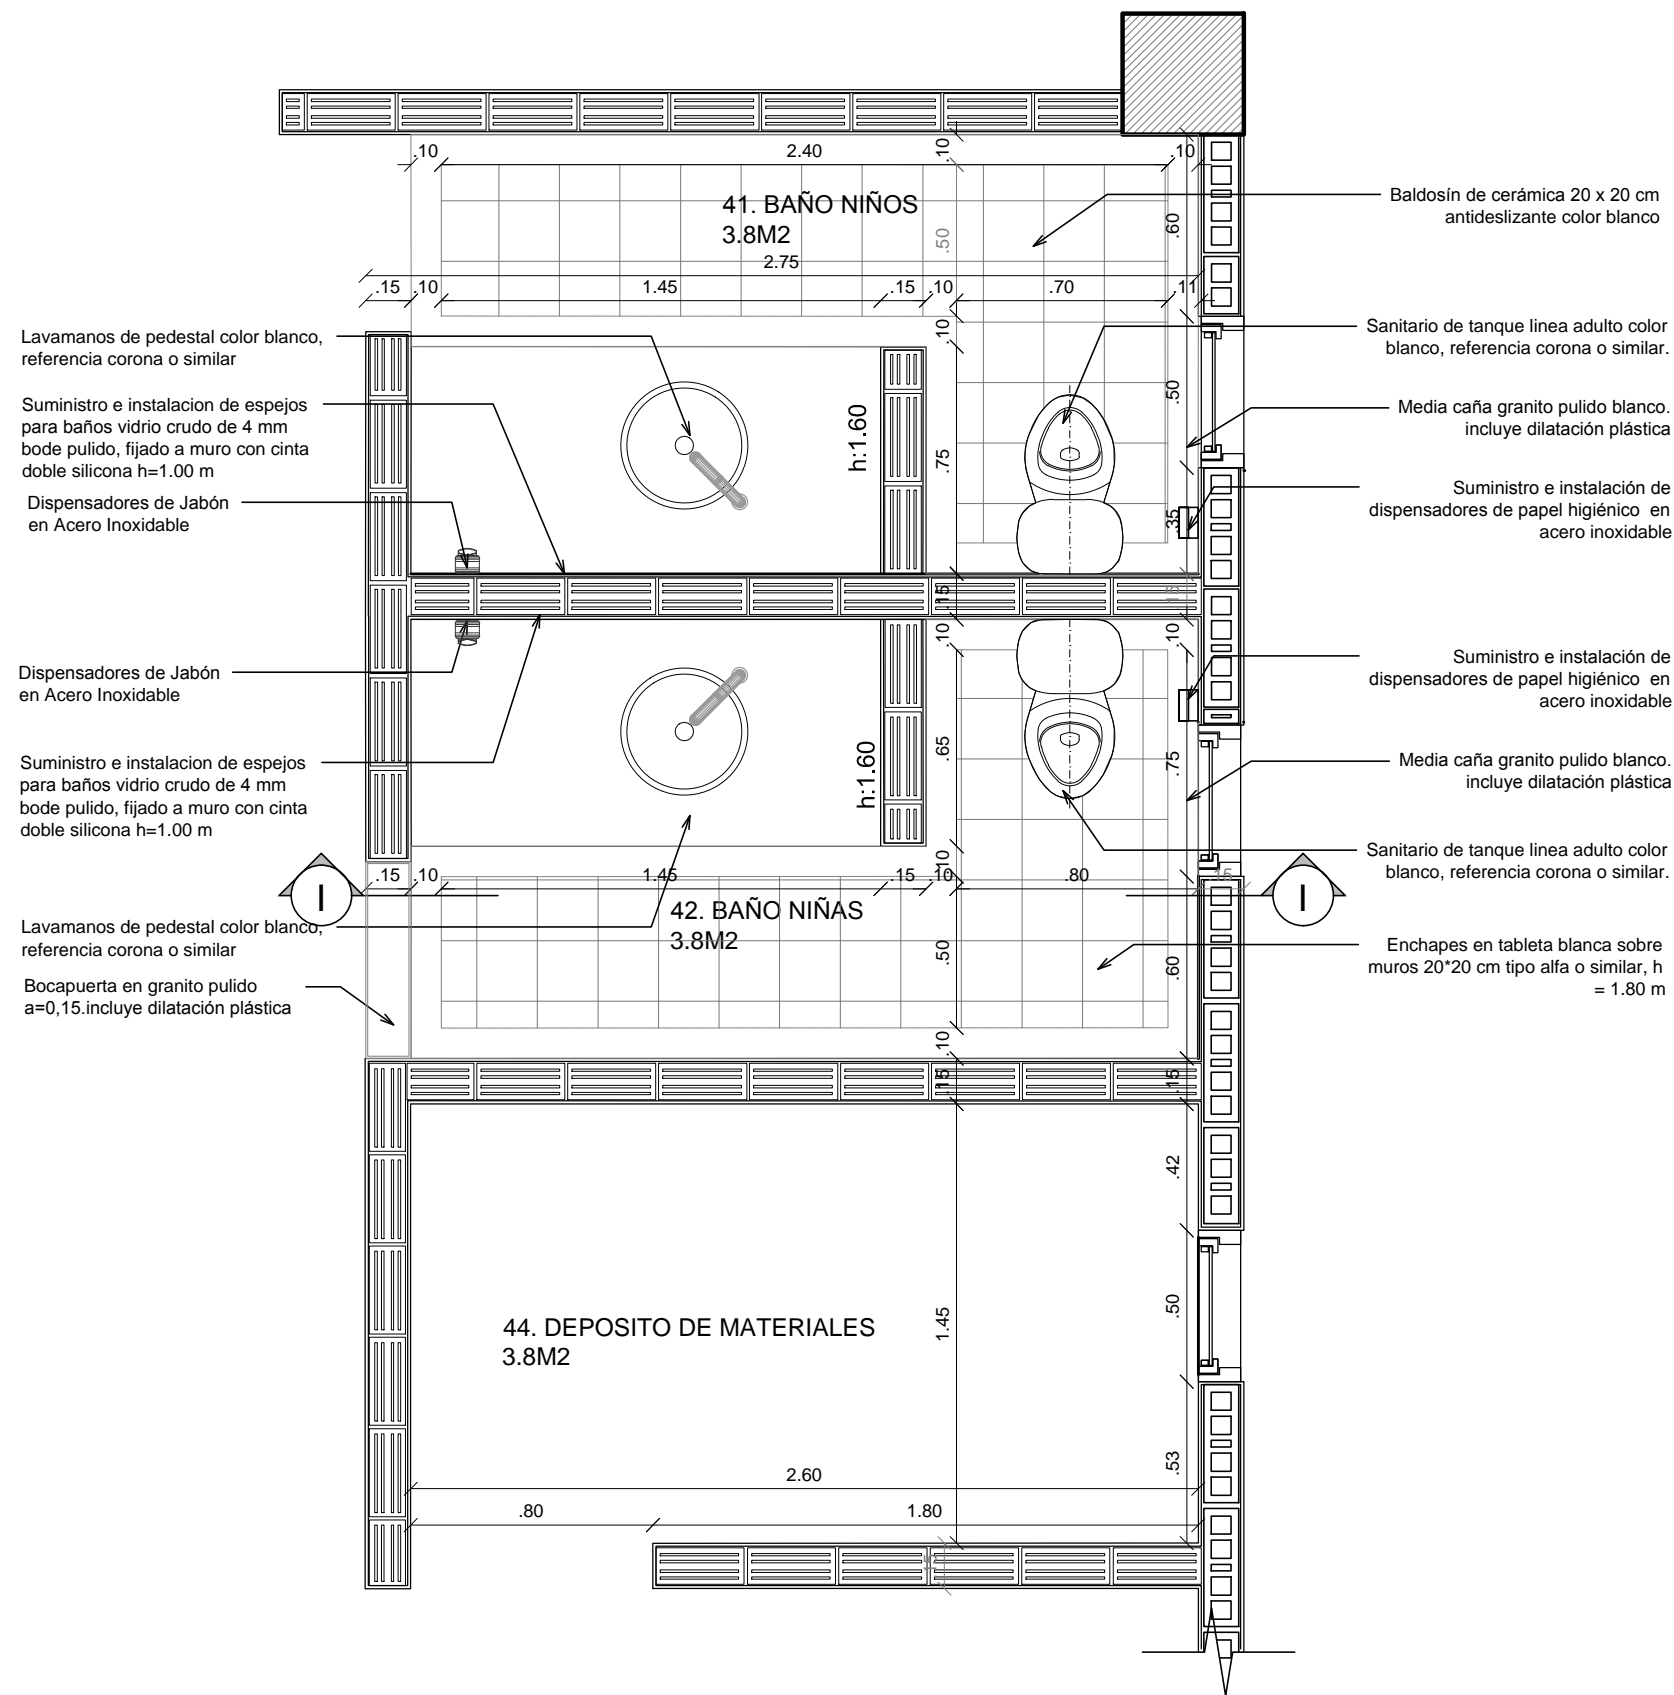 .10
2.40
.10
.10
41. BAÑO NIÑOS
3.8M2
.50
.60
2.75
.15
.10
1.45
.15
.10
.70
.11
Baldosín de cerámica 20 x 20 cm
antideslizante color blanco
Lavamanos de pedestal color blanco,
referencia corona o similar
Suministro e instalacion de espejos
para baños vidrio crudo de 4 mm
bode pulido, fijado a muro con cinta
doble silicona h=1.00 m
Dispensadores de Jabón
en Acero Inoxidable
.10
h:1.60
.75
.50
.35
.15
.15
Sanitario de tanque linea adulto color
blanco, referencia corona o similar.
Media caña granito pulido blanco.
incluye dilatación plástica
Suministro e instalación de
dispensadores de papel higiénico en
acero inoxidable
Dispensadores de Jabón
en Acero Inoxidable
Suministro e instalacion de espejos
para baños vidrio crudo de 4 mm
bode pulido, fijado a muro con cinta
doble silicona h=1.00 m
.10
.10
.65
h:1.60
.75
.10
Suministro e instalación de
dispensadores de papel higiénico en
acero inoxidable
Media caña granito pulido blanco.
incluye dilatación plástica
Sanitario de tanque linea adulto color
blanco, referencia corona o similar.
I
.15
.10
1.45
.15
.10
.80
.15
I
42. BAÑO NIÑAS
3.8M2
.50
.60
Lavamanos de pedestal color blanco,
referencia corona o similar
Bocapuerta en granito pulido
a=0,15.incluye dilatación plástica
Enchapes en tableta blanca sobre
muros 20*20 cm tipo alfa o similar, h
= 1.80 m
.10
.15
.15
.42
44. DEPOSITO DE MATERIALES
3.8M2
1.45
.50
.53
2.60
.80
1.80
.15